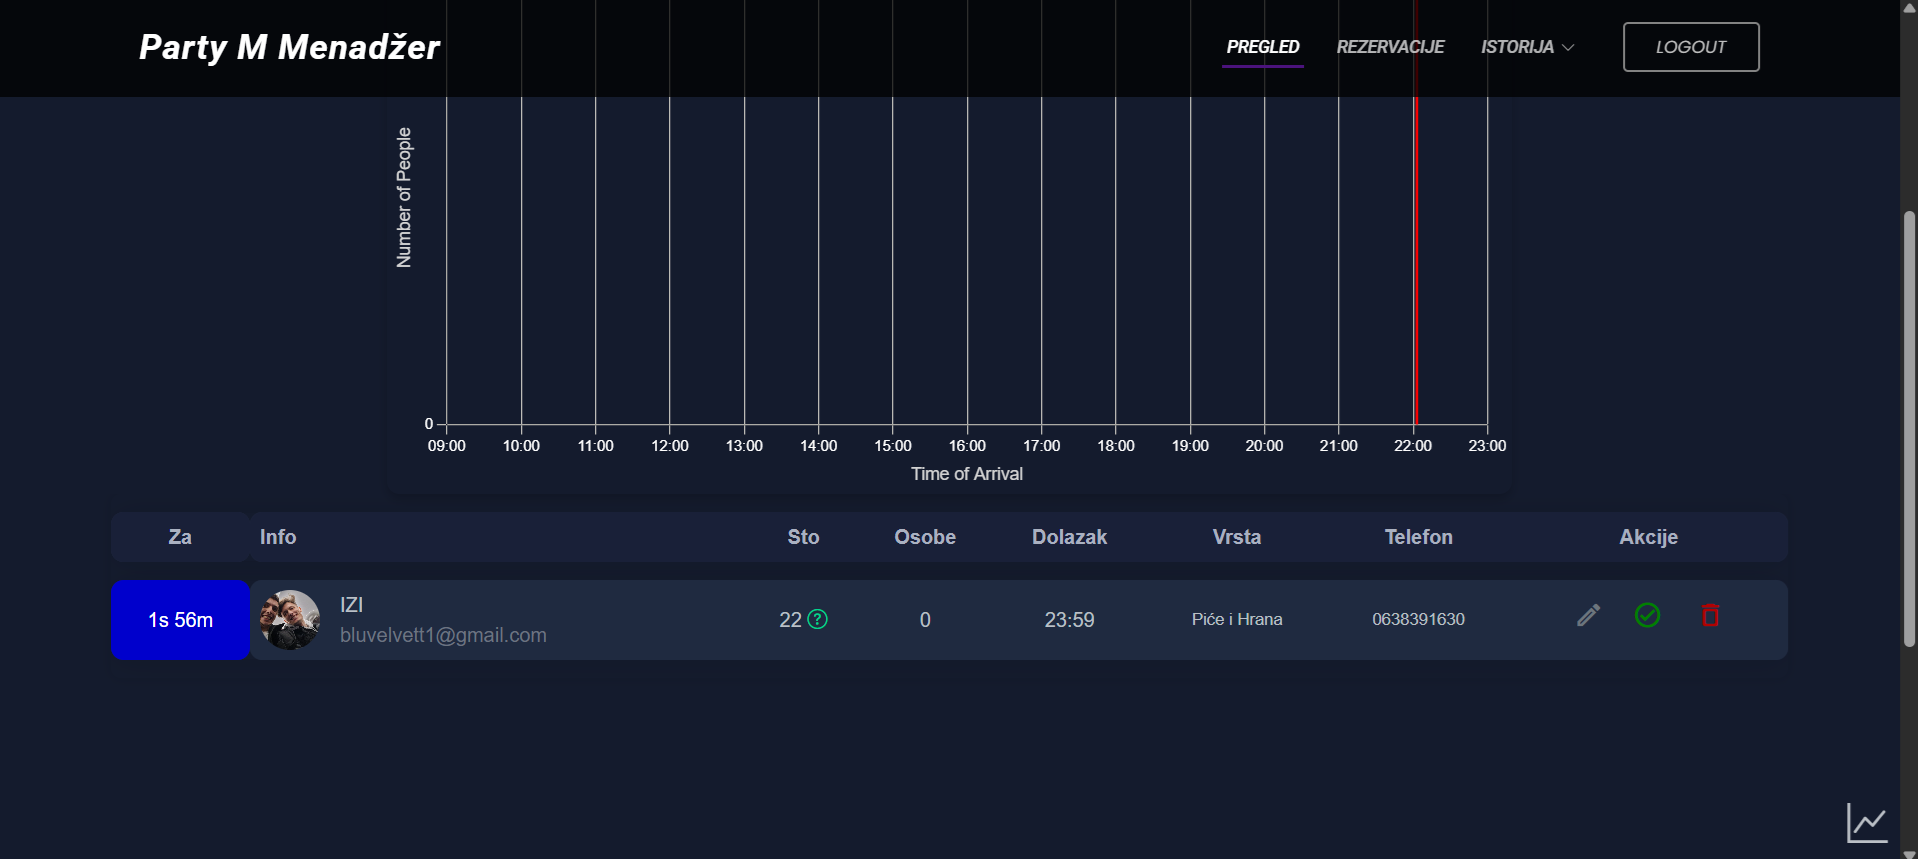 Party M Menadžer
PREGLED
REZERVACIJE
ISTORIJA
LOGOUT
Number of People
0
09:00 10:00 11:00 12:00 13:00 14:00 15:00 16:00 17:00 18:00 19:00 20:00 21:00 22:00 23:00
Time of Arrival
Za Info Sto Osobe Dolazak Vrsta Telefon Akcije
1s 56m
IZI
bluvelvett1@gmail.com
22 ?
0
23:59
Piće i Hrana
0638391630